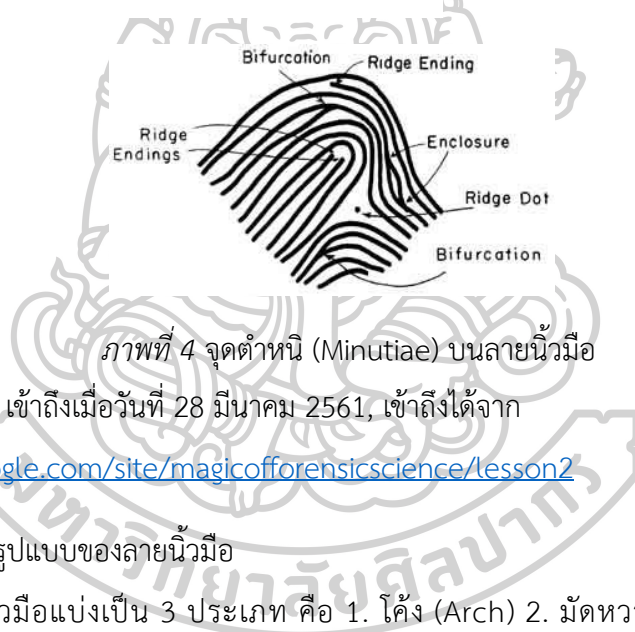 Bifurcation
Ridge Ending
Ridge
Endings
Enclosure
Ridge Dot
Bifurcation
ภาพที่ 4 จุดตำหนิ (Minutiae) บนลายนิ้วมือ
เข้าถึงเมื่อวันที่ 28 มีนาคม 2561, เข้าถึงได้จาก
gle.com/site/magicofforensicscience/lesson2
รูปแบบของลายนิ้วมือ
วมือแบ่งเป็น 3 ประเภท คือ 1. โค้ง (Arch) 2. มัดหวา